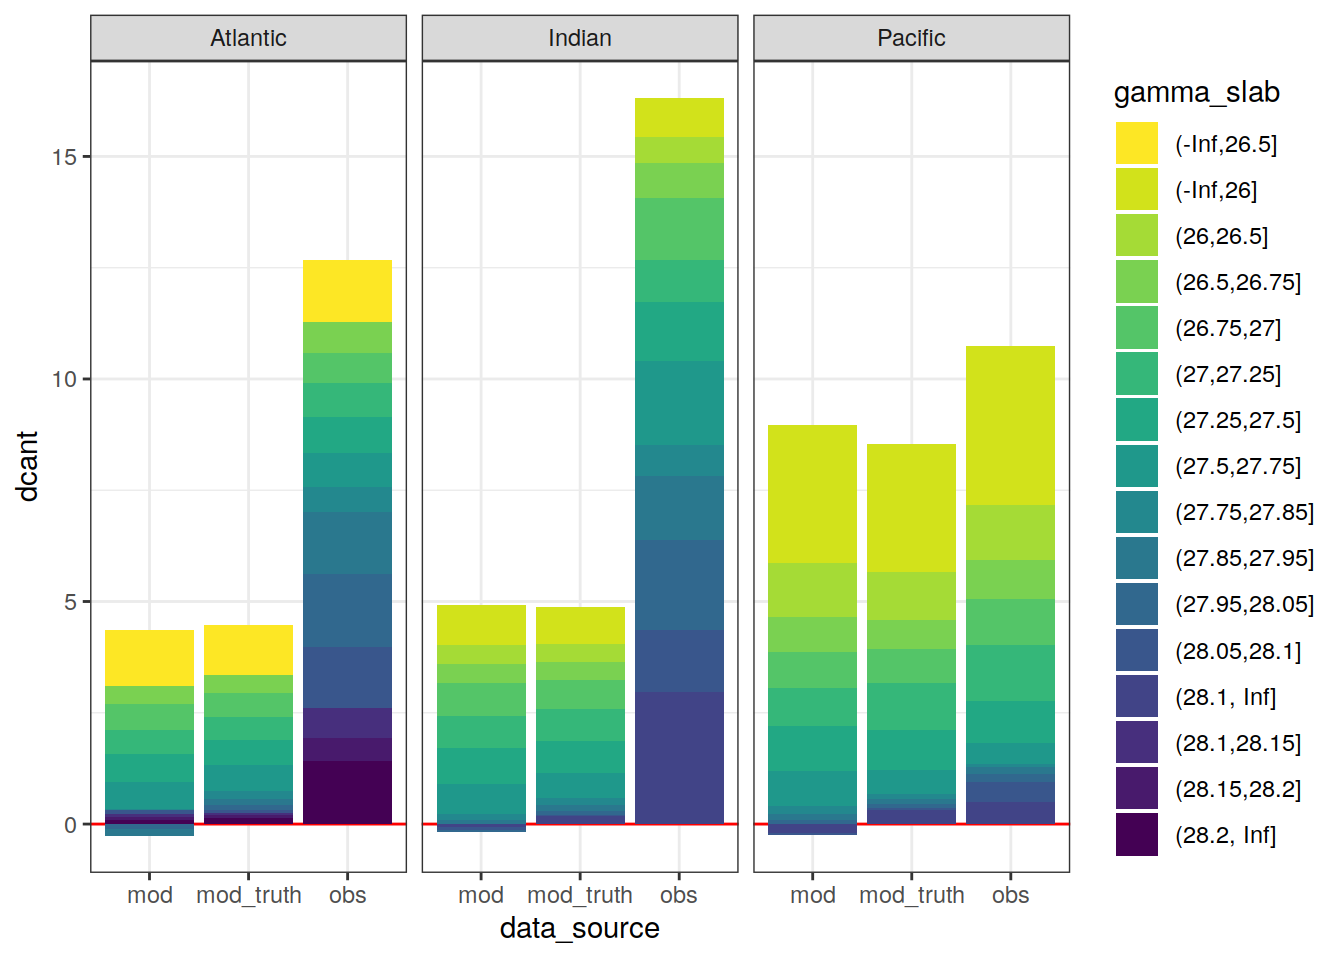 Atlantic
Indian
Pacific
gamma_slab
(-Inf,26.5]
(-Inf,26]
(26,26.5]
(26.5,26.75]
(26.75,27]
(27,27.25]
(27.25,27.5]
(27.5,27.75]
(27.75,27.85]
(27.85,27.95]
(27.95,28.05]
(28.05,28.1]
(28.1, Inf]
(28.1,28.15]
(28.15,28.2]
(28.2, Inf]
15
10
5
0
dcant
mod mod_truth obs
mod mod_truth obs
mod mod_truth obs
data_source